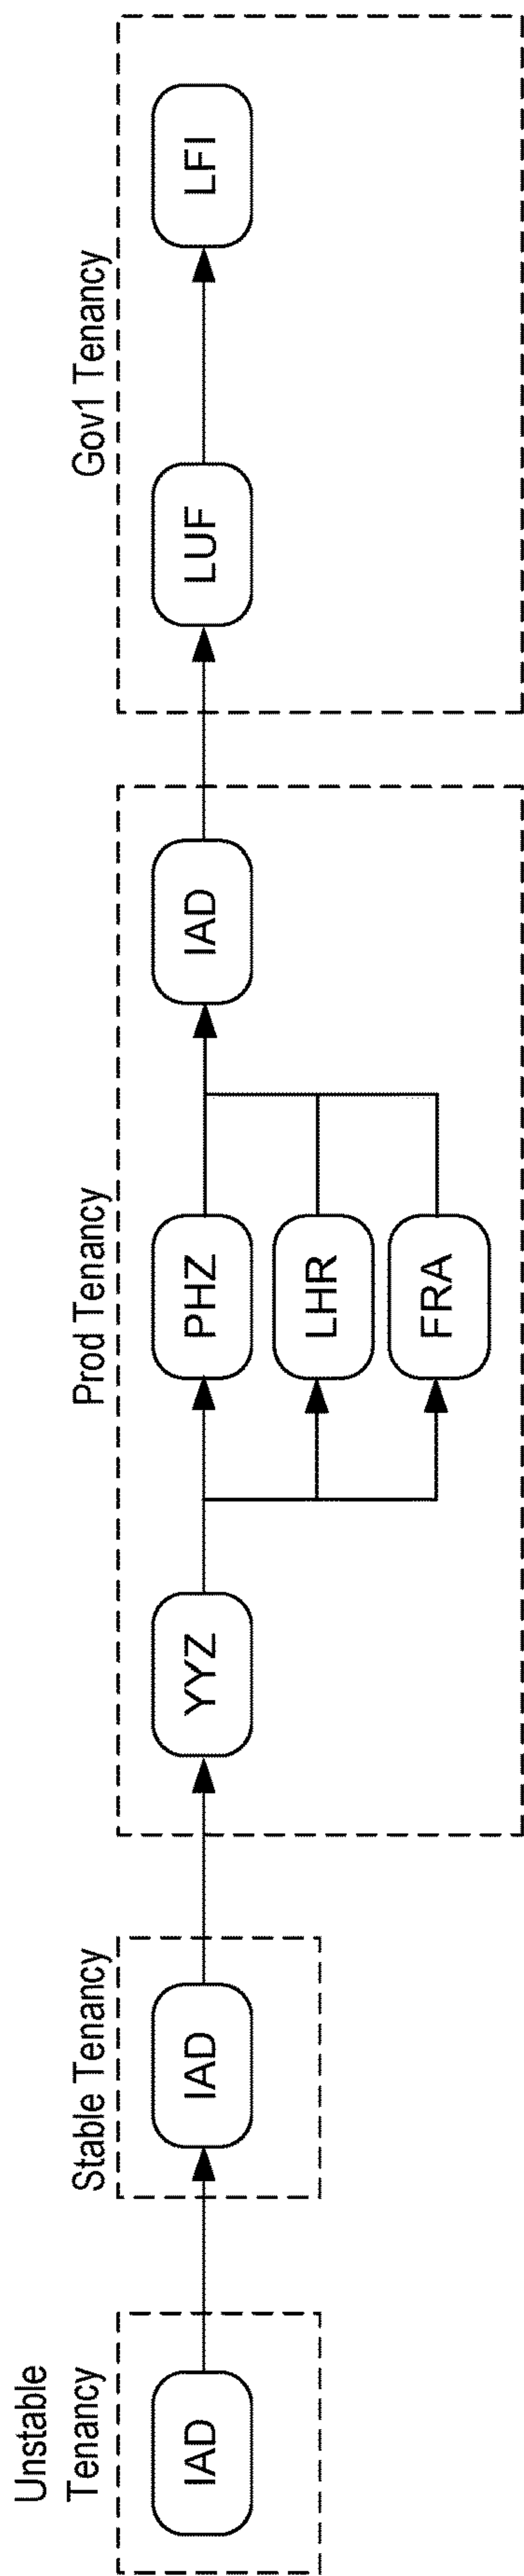 Unstable
Tenancy
IAD
Stable Tenancy
IAD
Prod Tenancy
YYZ
PHZ
LHR
FRA
IAD
Gov1 Tenancy
LUF
LFI